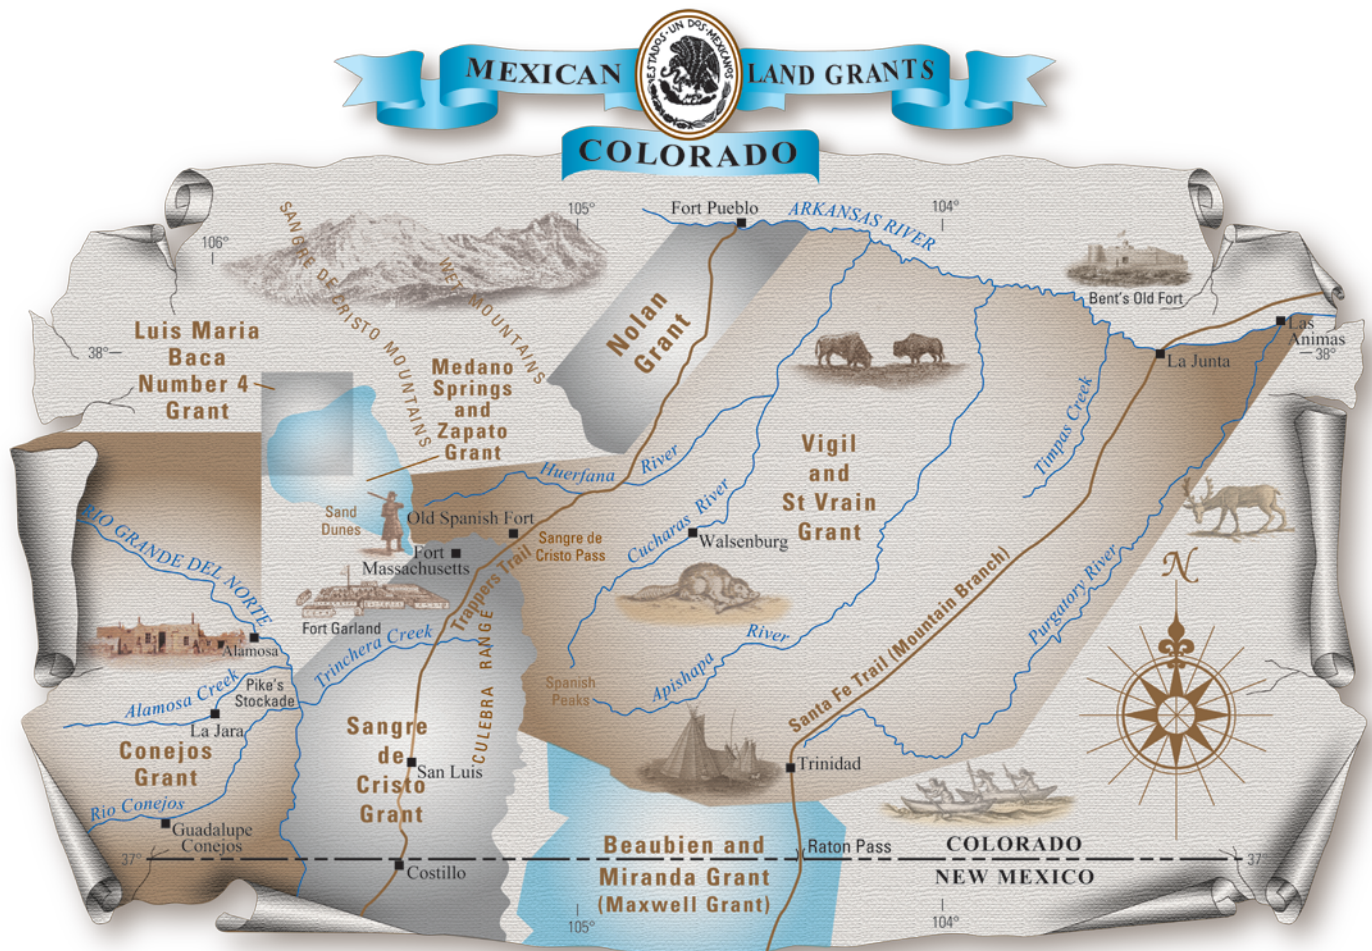 MEXICAN LAND GRANTS
ESTADOS·UN DOS·MEXICANOS
COLORADO
106°
105°
104°
Fort Pueblo
ARKANSAS RIVER
SANGRE DE CRISTO MOUNTAINS
WET MOUNTAINS
Bent's Old Fort
Las
Animas
38°
38°
La Junta
Luis Maria
Baca
Number 4
Grant
Medano
Springs
and
Zapato
Grant
Nolan
Grant
Huerfana River
Vigil
and
St Vrain
Grant
Timpas Creek
Sand
Dunes
Old Spanish Fort
Sangre de
Cristo Pass
Cucharas River
Walsenburg
Fort
Massachusetts
Trappers Trail
RIO GRANDE DEL NORTE
Fort Garland
Alamosa
Trinchera Creek
CULEBRA RANGE
Apishapa River
Santa Fe Trail (Mountain Branch)
Purgatory River
N
Spanish
Peaks
Alamosa Creek
Pike's
Stockade
La Jara
Conejos
Grant
Sangre
de
Cristo
Grant
San Luis
Trinidad
Rio Conejos
Guadalupe
Conejos
Beaubien and
Miranda Grant
(Maxwell Grant)
Raton Pass
COLORADO
NEW MEXICO
37°
37°
Costillo
105°
104°